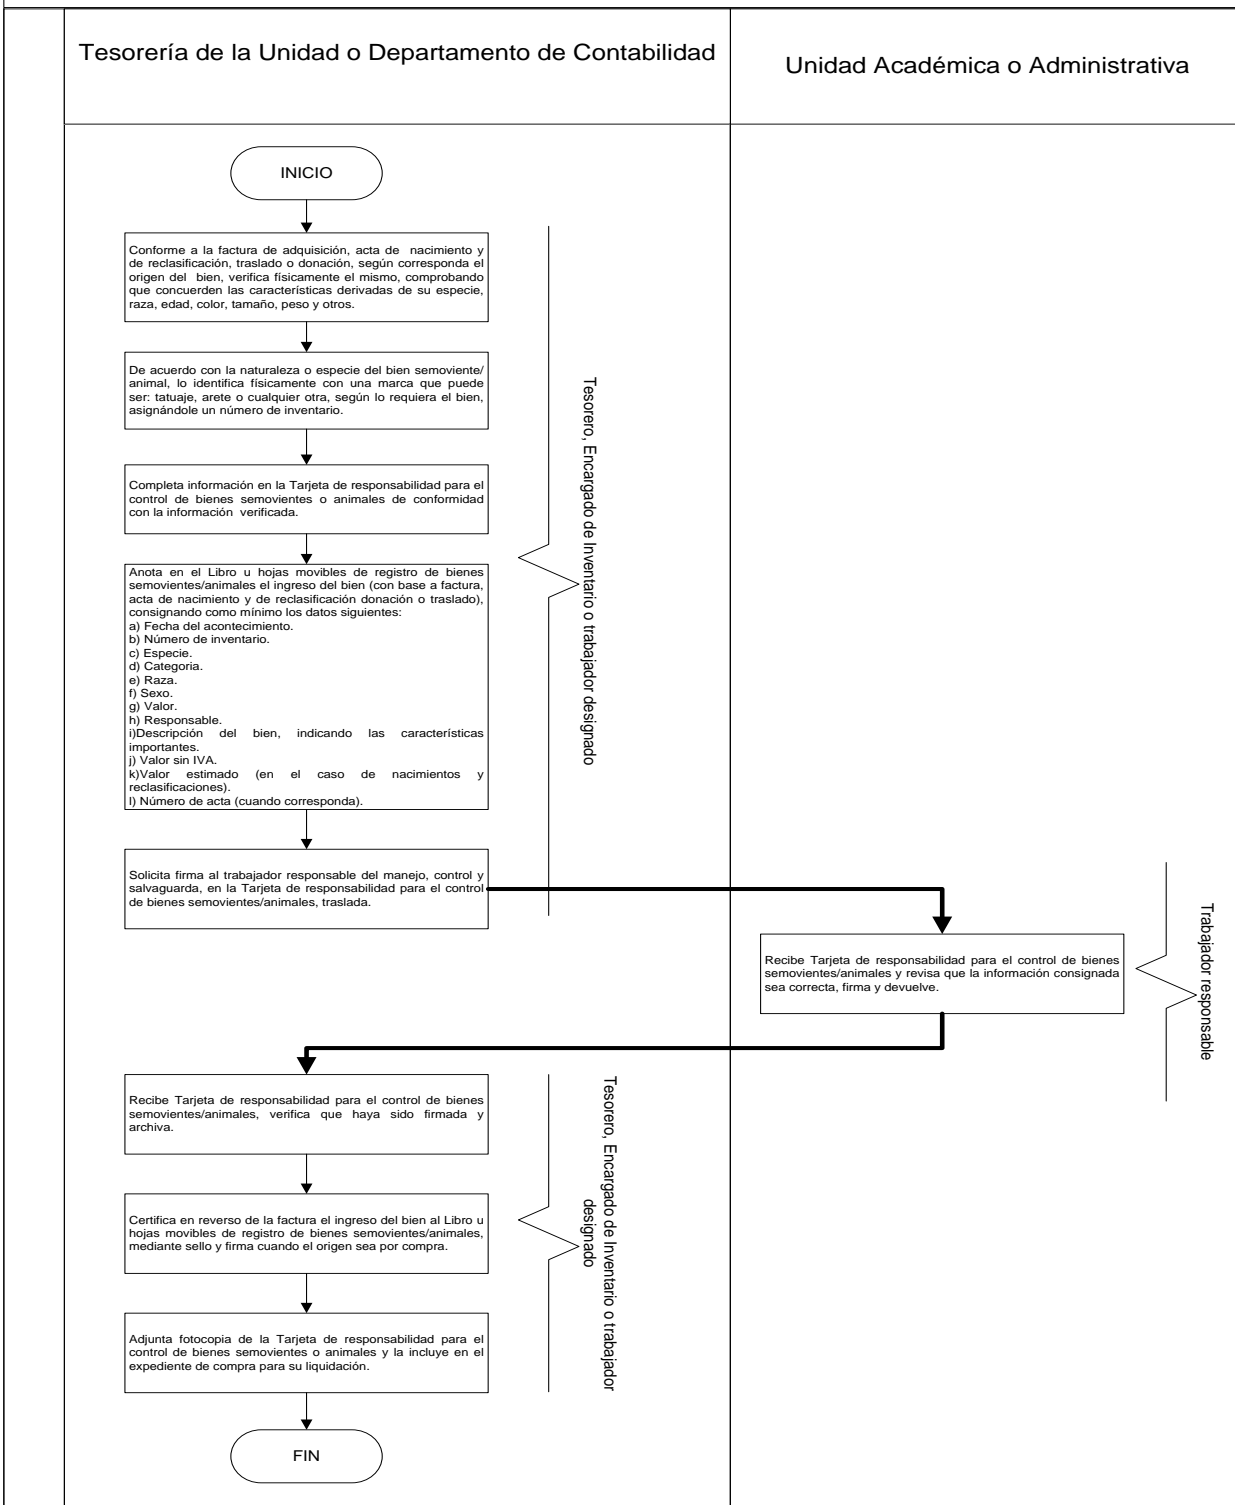 Tesorería de la Unidad o Departamento de Contabilidad
Unidad Académica o Administrativa
INICIO
Conforme a la factura de adquisición, acta de nacimiento y
de reclasificación, traslado o donación, según corresponda el
origen del bien, verifica físicamente el mismo, comprobando
que concuerden las características derivadas de su especie,
raza, edad, color, tamaño, peso y otros.
De acuerdo con la naturaleza o especie del bien semoviente/
animal, lo identifica físicamente con una marca que puede
ser: tatuaje, arete o cualquier otra, según lo requiera el bien,
asignándole un número de inventario.
Completa información en la Tarjeta de responsabilidad para el
control de bienes semovientes o animales de conformidad
con la información verificada.
Anota en el Libro u hojas movibles de registro de bienes
semovientes/animales el ingreso del bien (con base a factura,
acta de nacimiento y de reclasificación donación o traslado),
consignando como mínimo los datos siguientes:
a) Fecha del acontecimiento.
b) Número de inventario.
c) Especie.
d) Categoria.
e) Raza.
f) Sexo.
g) Valor.
h) Responsable.
i)Descripción del bien, indicando las características
importantes.
j) Valor sin IVA.
k)Valor estimado (en el caso de nacimientos y
reclasificaciones).
l) Número de acta (cuando corresponda).
Solicita firma al trabajador responsable del manejo, control y
salvaguarda, en la Tarjeta de responsabilidad para el control
de bienes semovientes/animales, traslada.
Tesorero, Encargado de Inventario o trabajador designado
Recibe Tarjeta de responsabilidad para el control de bienes
semovientes/animales y revisa que la información consignada
sea correcta, firma y devuelve.
Trabajador responsable
Recibe Tarjeta de responsabilidad para el control de bienes
semovientes/animales, verifica que haya sido firmada y
archiva.
Certifica en reverso de la factura el ingreso del bien al Libro u
hojas movibles de registro de bienes semovientes/animales,
mediante sello y firma cuando el origen sea por compra.
Adjunta fotocopia de la Tarjeta de responsabilidad para el
control de bienes semovientes o animales y la incluye en el
expediente de compra para su liquidación.
Tesorero, Encargado de Inventario o trabajador
designado
FIN